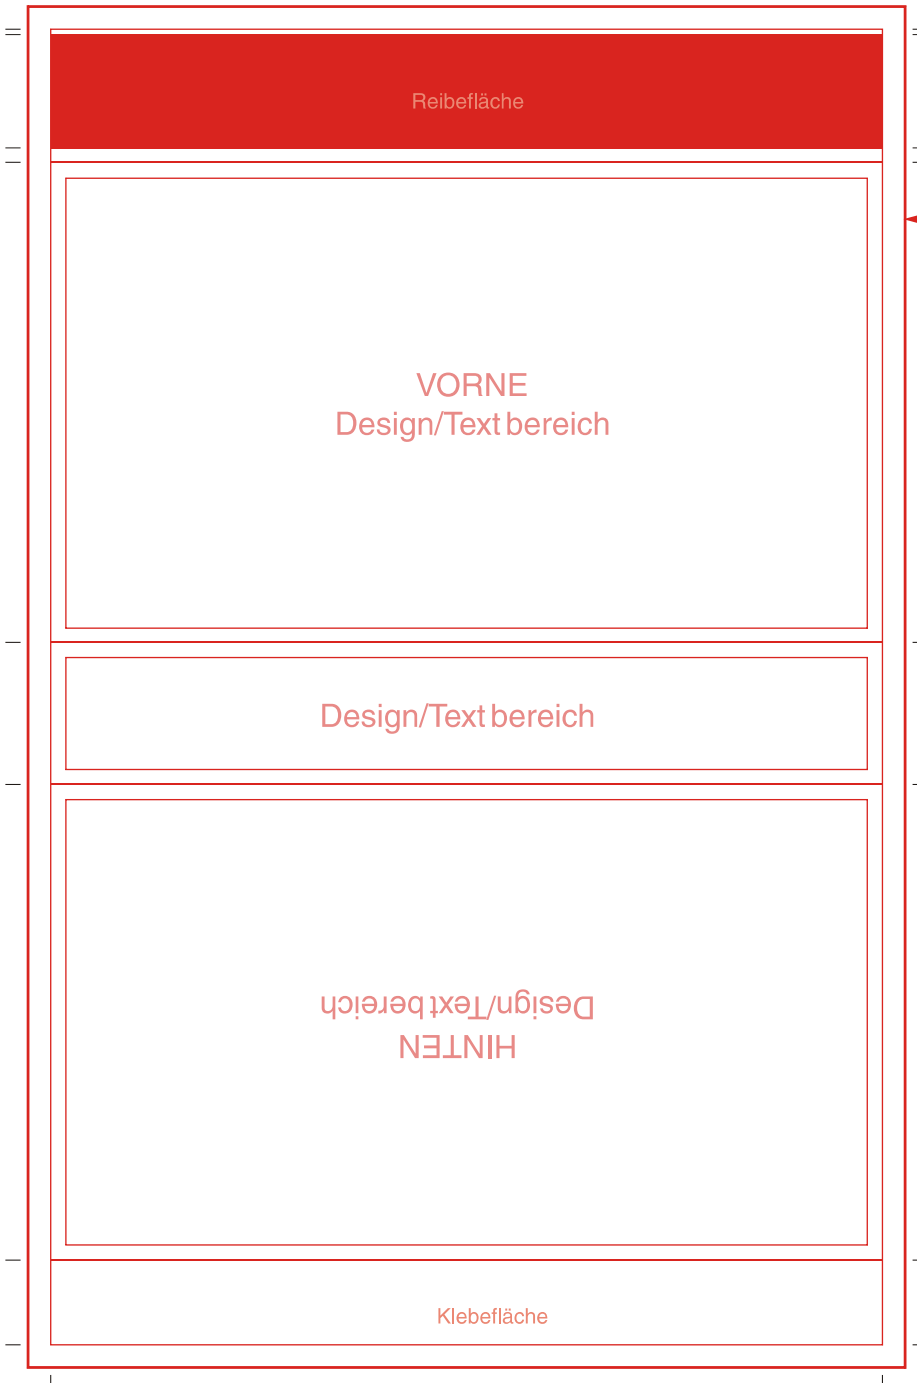 Reibefläche
VORNE
Design/Text bereich
Design/Text bereich
HINTEN
Design/Text bereich
Klebefläche